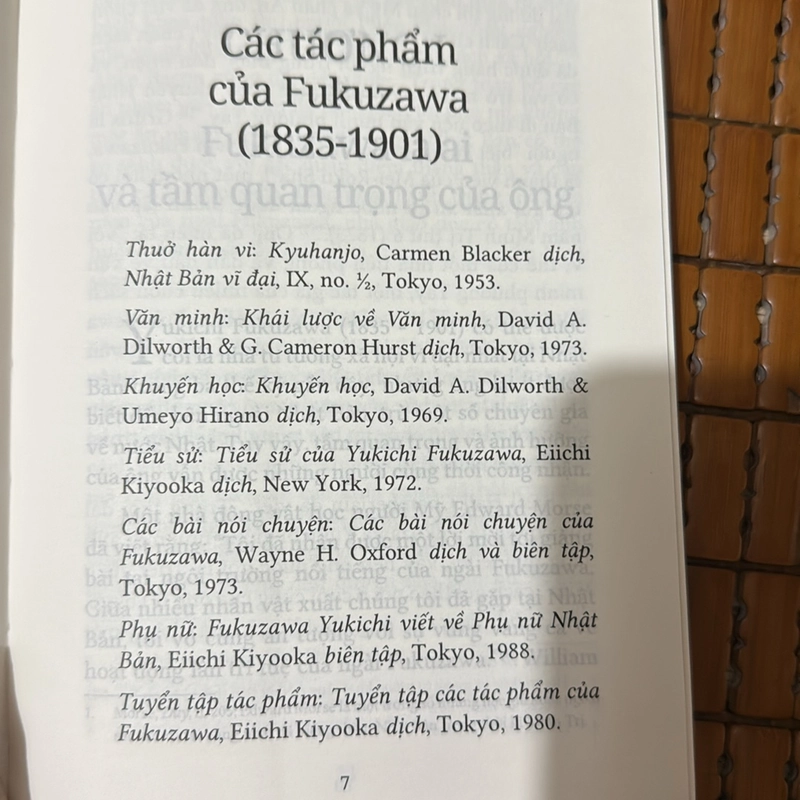 Các tác phẩm
của Fukuzawa
(1835-1901)
Thuở hàn vi: Kyuhanjo, Carmen Blacker dịch,
Nhật Bản vĩ đại, IX, no. ½, Tokyo, 1953.
Văn minh: Khái lược về Văn minh, David A.
Dilworth & G. Cameron Hurst dịch, Tokyo, 1973.
Khuyến học: Khuyến học, David A. Dilworth &
Umeyo Hirano dịch, Tokyo, 1969.
Tiểu sử: Tiểu sử của Yukichi Fukuzawa, Eiichi
Kiyooka dịch, New York, 1972.
Các bài nói chuyện: Các bài nói chuyện của
Fukuzawa, Wayne H. Oxford dịch và biên tập,
Tokyo, 1973.
Phụ nữ: Fukuzawa Yukichi viết về Phụ nữ Nhật
Bản, Eiichi Kiyooka biên tập, Tokyo, 1988.
Tuyển tập tác phẩm: Tuyển tập các tác phẩm của
Fukuzawa, Eiichi Kiyooka dịch, Tokyo, 1980.
7